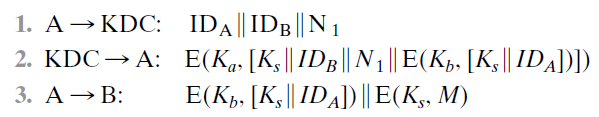 1. A → KDC: ID_A || ID_B || N_1
2. KDC → A: E(K_a, [K_s || ID_B || N_1 || E(K_b, [K_s || ID_A])])
3. A → B: E(K_b, [K_s || ID_A]) || E(K_s, M)